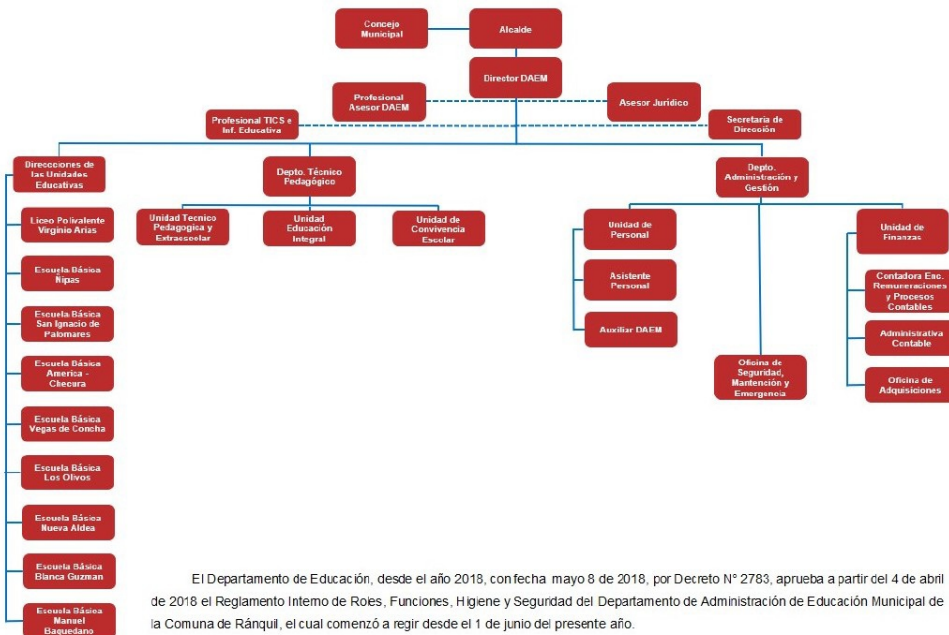 Concejo
Municipal
Alcalde
Director DAEM
Profesional
Asesor DAEM
Asesor Jurídico
Profesional TICS e
Inf. Educativa
Secretaria de
Dirección
Direcciones de
las Unidades
Educativas
Depto. Técnico
Pedagógico
Depto.
Administración y
Gestión
Liceo Polivalente
Virginio Arias
Unidad Tecnico
Pedagogica y
Extraescolar
Unidad
Educación
Integral
Unidad de
Convivencia
Escolar
Unidad de
Personal
Unidad de
Finanzas
Escuela Básica
Ñipas
Asistente
Personal
Contadora Enc.
Remuneraciones
y Procesos
Contables
Escuela Básica
San Ignacio de
Palomares
Auxiliar DAEM
Administrativa
Contable
Escuela Básica
America -
Checura
Oficina de
Seguridad,
Mantención y
Emergencia
Oficina de
Adquisiciones
Escuela Básica
Vegas de Concha
Escuela Básica
Los Olivos
Escuela Básica
Nueva Aldea
Escuela Básica
Blanca Guzman
Escuela Básica
Manuel
Baquedano
El Departamento de Educación, desde el año 2018, con fecha mayo 8 de 2018, por Decreto N° 2783, aprueba a partir del 4 de abril
de 2018 el Reglamento Interno de Roles, Funciones, Higiene y Seguridad del Departamento de Administración de Educación Municipal de
la Comuna de Ránquil, el cual comenzó a regir desde el 1 de junio del presente año.